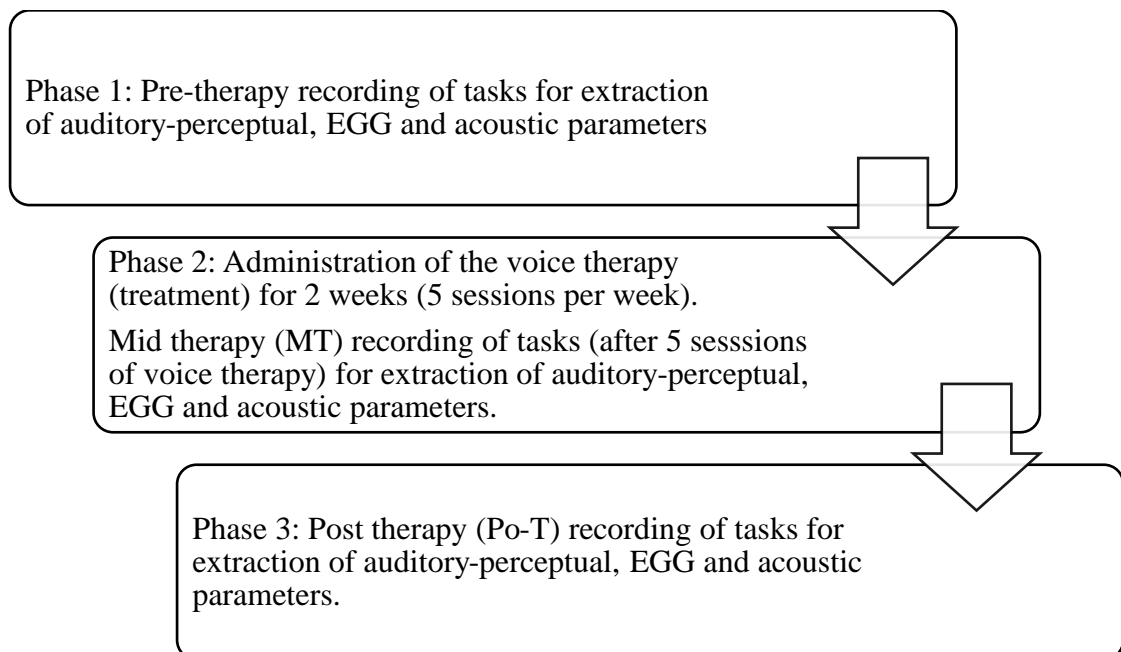 Phase 1: Pre-therapy recording of tasks for extraction
of auditory-perceptual, EGG and acoustic parameters
Phase 2: Administration of the voice therapy
(treatment) for 2 weeks (5 sessions per week).
Mid therapy (MT) recording of tasks (after 5 sesssions
of voice therapy) for extraction of auditory-perceptual,
EGG and acoustic parameters.
Phase 3: Post therapy (Po-T) recording of tasks for
extraction of auditory-perceptual, EGG and acoustic
parameters.